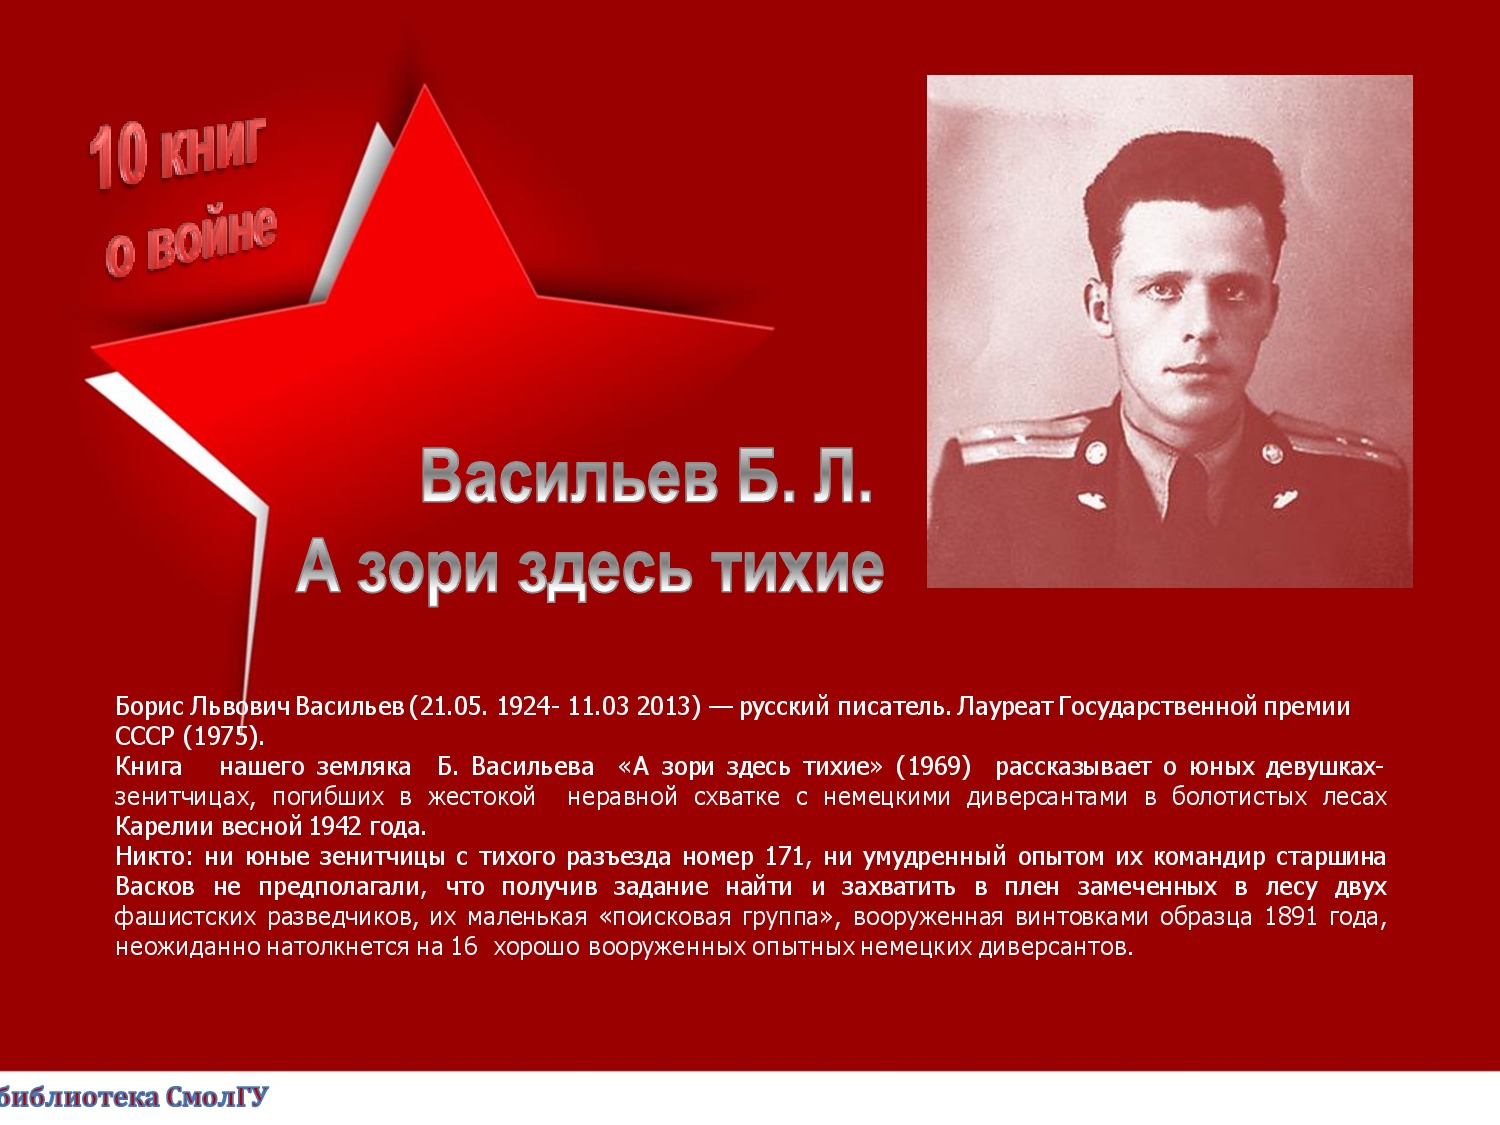 10 книг
о войне
Васильев Б. Л.
А зори здесь тихие
Борис Львович Васильев (21.05. 1924- 11.03 2013) — русский писатель. Лауреат Государственной премии
СССР (1975).
Книга нашего земляка Б. Васильева «А зори здесь тихие» (1969) рассказывает о юных девушках-
зенитчицах, погибших в жестокой неравной схватке с немецкими диверсантами в болотистых лесах
Карелии весной 1942 года.
Никто: ни юные зенитчицы с тихого разъезда номер 171, ни умудренный опытом их командир старшина
Васков не предполагали, что получив задание найти и захватить в плен замеченных в лесу двух
фашистских разведчиков, их маленькая «поисковая группа», вооруженная винтовками образца 1891 года,
неожиданно натолкнется на 16 хорошо вооруженных опытных немецких диверсантов.
библиотека СмолГУ